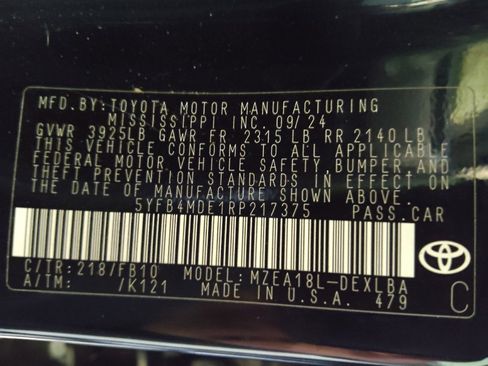 MFD.BY:TOYOTA MOTOR MANUFACTURING
MISSISSIPPI, INC. 09/24
GVWR 3925LB GAWR FR 2315 LB RR 2140 LB
THIS VEHICLE CONFORMS TO ALL APPLICABLE
FEDERAL MOTOR VEHICLE SAFETY,BUMPER,AND
THEFT PREVENTION STANDARDS IN EFFECT ON
THE DATE OF MANUFACTURE SHOWN ABOVE.
5YFB4MDE1RP217375 PASS.CAR
C/TR:218/FB10 MODEL:MZEA18L-DEXLBA
A/TM: /K121 MADE IN U.S.A. 479
TOYOTA
C